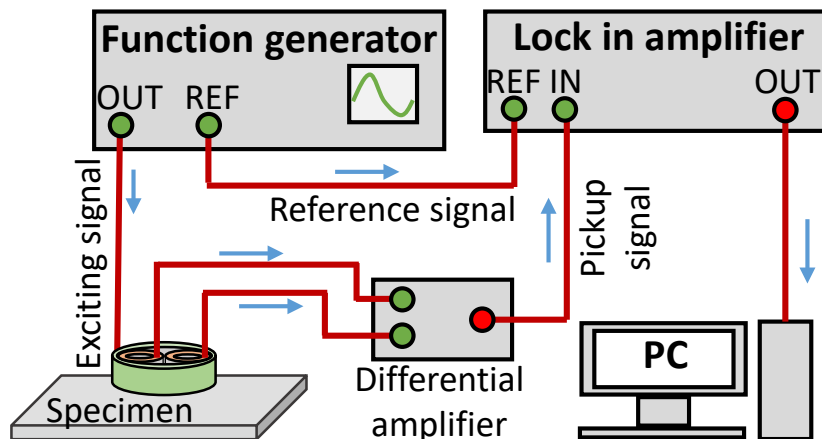 Function generator
OUT REF
Lock in amplifier
REF IN OUT
Exciting signal
Reference signal
Pickup
signal
Differential
amplifier
Specimen
PC